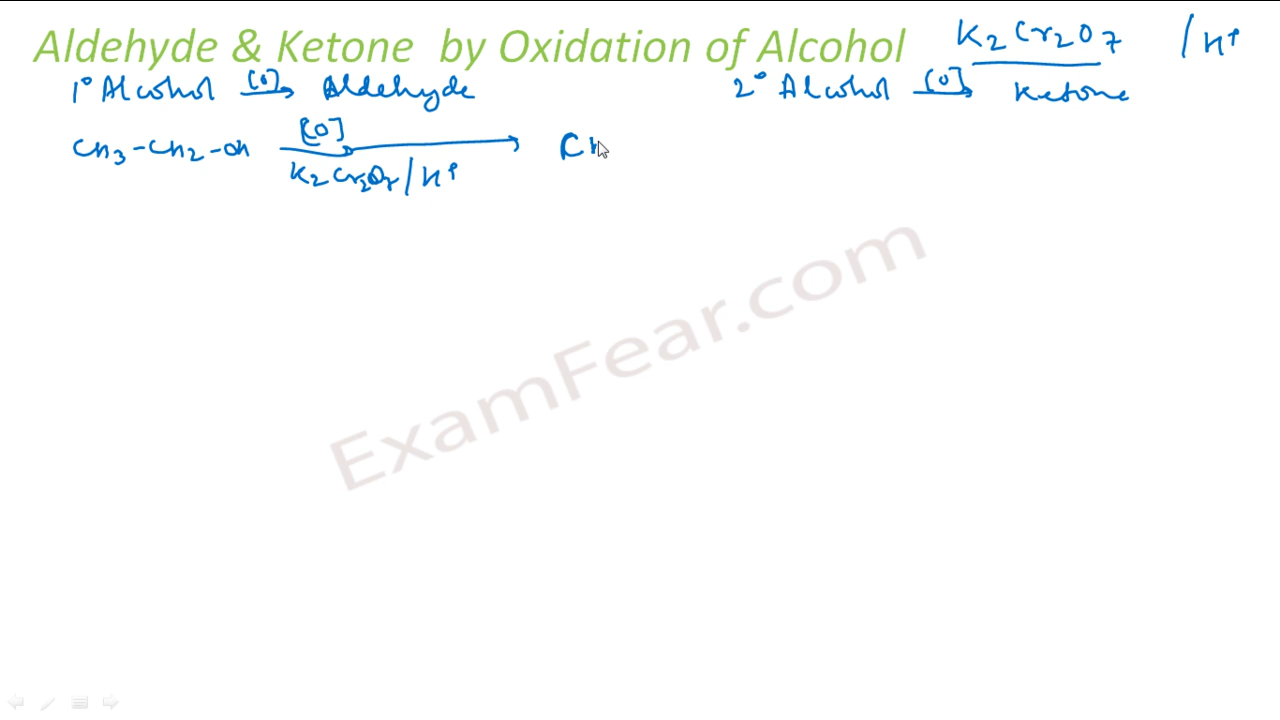 Aldehyde & Ketone by Oxidation of Alcohol K2Cr2O7 /H+
1° Alcohol [O] Aldehyde 2° Alcohol [O] Ketone
CH3-CH2-OH [O] CH
K2Cr2O7/H+
ExamFear.com